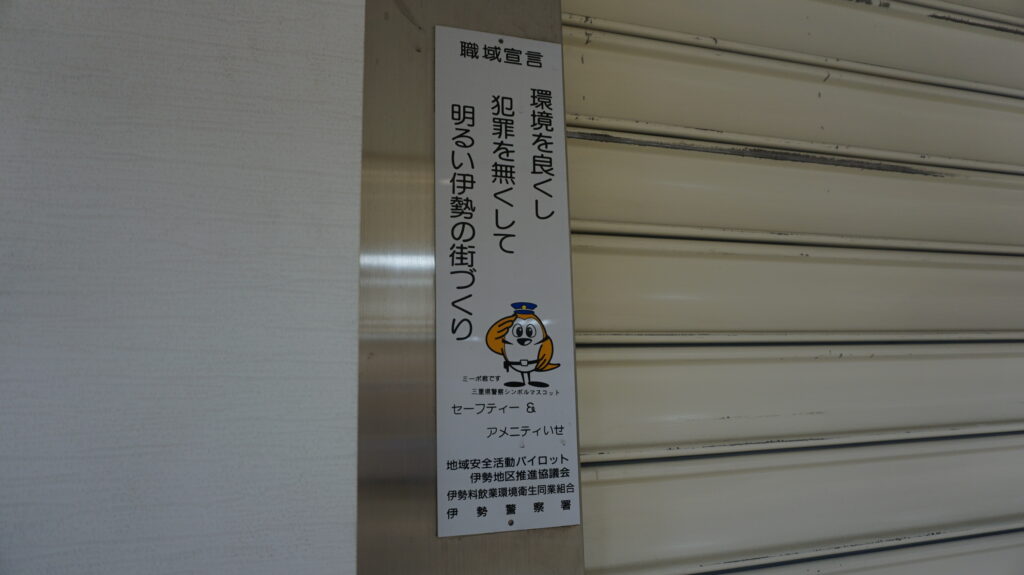 職域宣言
環境を良くし
犯罪を無くして
明るい伊勢の街づくり
ミーポ君です
三重県警察シンボルマスコット
セーフティー &
アメニティいせ
地域安全活動パイロット
伊勢地区推進協議会
伊勢料飲業環境衛生同業組合
伊勢警察署